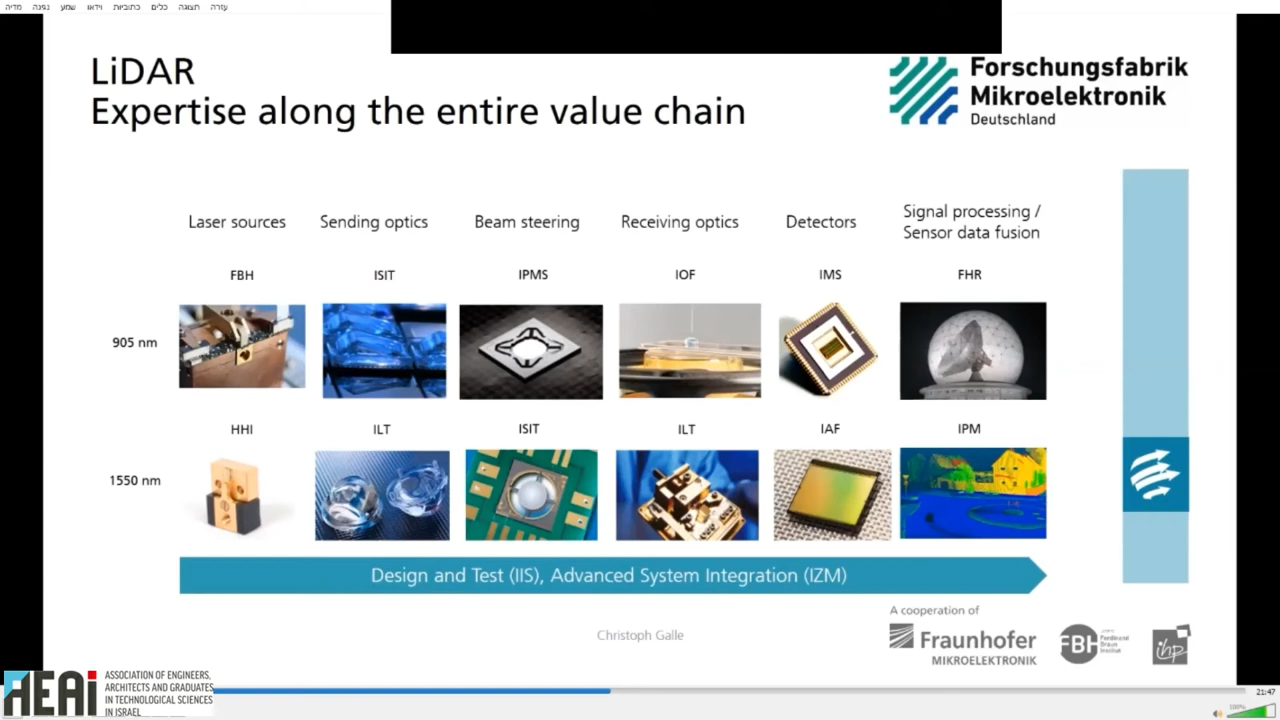 מדיה נגינה שמע וידאו כתוביות כלים תצוגה עזרה
LiDAR
Expertise along the entire value chain
Forschungsfabrik
Mikroelektronik
Deutschland
Laser sources Sending optics Beam steering Receiving optics Detectors Signal processing /
Sensor data fusion
FBH ISIT IPMS IOF IMS FHR
905 nm
HHI ILT ISIT ILT IAF IPM
1550 nm
Design and Test (IIS), Advanced System Integration (IZM)
A cooperation of
Christoph Galle
Fraunhofer
MIKROELEKTRONIK
FBH
Ferdinand
Braun
Institut
ihp
AEAi
ASSOCIATION OF ENGINEERS,
ARCHITECTS AND GRADUATES
IN TECHNOLOGICAL SCIENCES
IN ISRAEL
21:47
100%